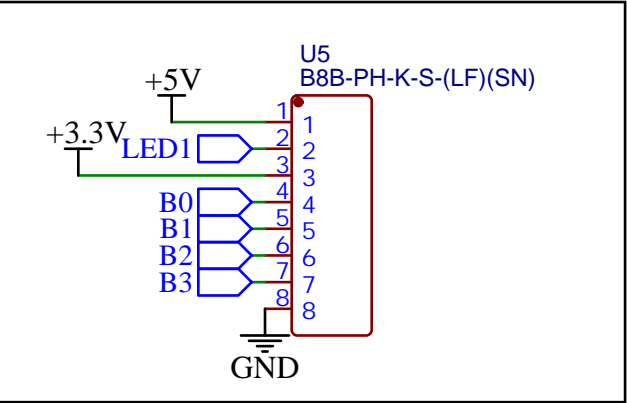 U5
B8B-PH-K-S-(LF)(SN)
+5V
1 1
+3.3V
LED1 2 2
3 3
B0 4 4
B1 5 5
B2 6 6
B3 7 7
8 8
GND